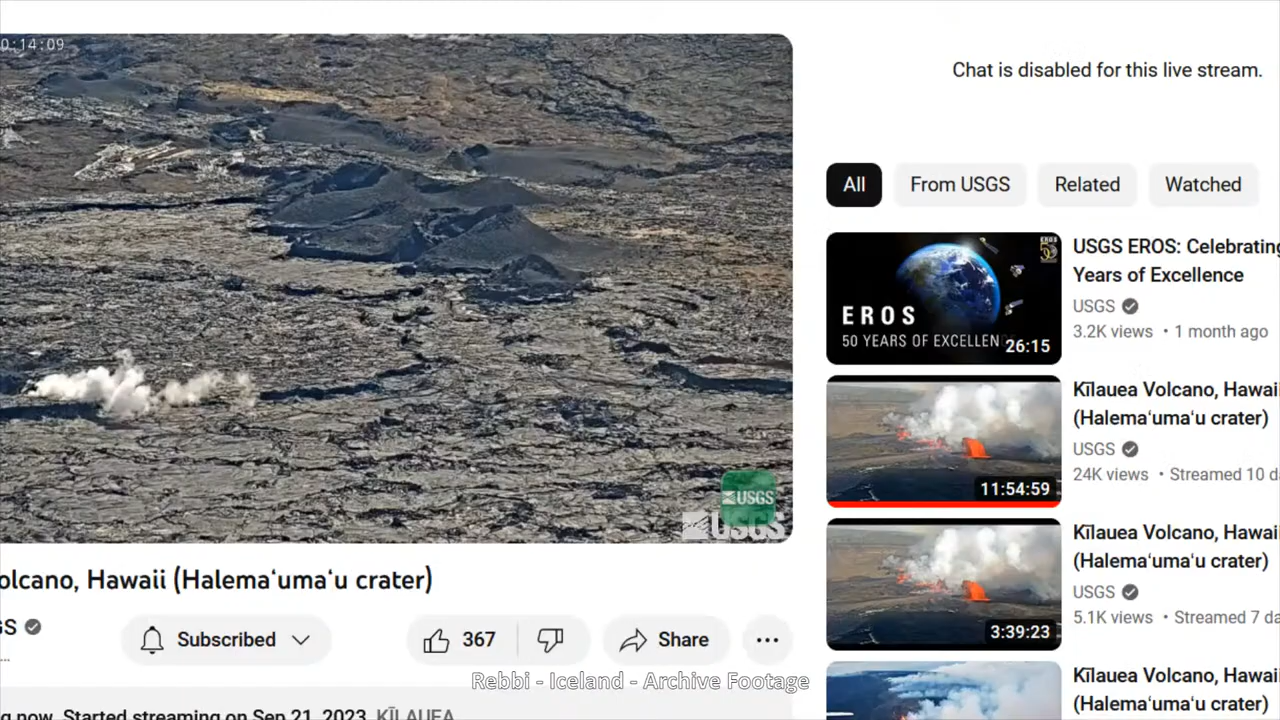 0:14:09
Chat is disabled for this live stream.
All
From USGS
Related
Watched
EROS
50 YEARS OF EXCELLEN
26:15
USGS EROS: Celebrating
Years of Excellence
USGS
3.2K views • 1 month ago
11:54:59
Kīlauea Volcano, Hawaii
(Halemaʻumaʻu crater)
USGS
24K views • Streamed 10 d
3:39:23
Kīlauea Volcano, Hawaii
(Halemaʻumaʻu crater)
USGS
5.1K views • Streamed 7 da
Kīlauea Volcano, Hawaii
(Halemaʻumaʻu crater)
USGS
USGS
olcano, Hawaii (Halemaʻumaʻu crater)
GS
Subscribed
367
Share
Rebbi - Iceland - Archive Footage
g now. Started streaming on Sep 21, 2023 KĪLAUEA